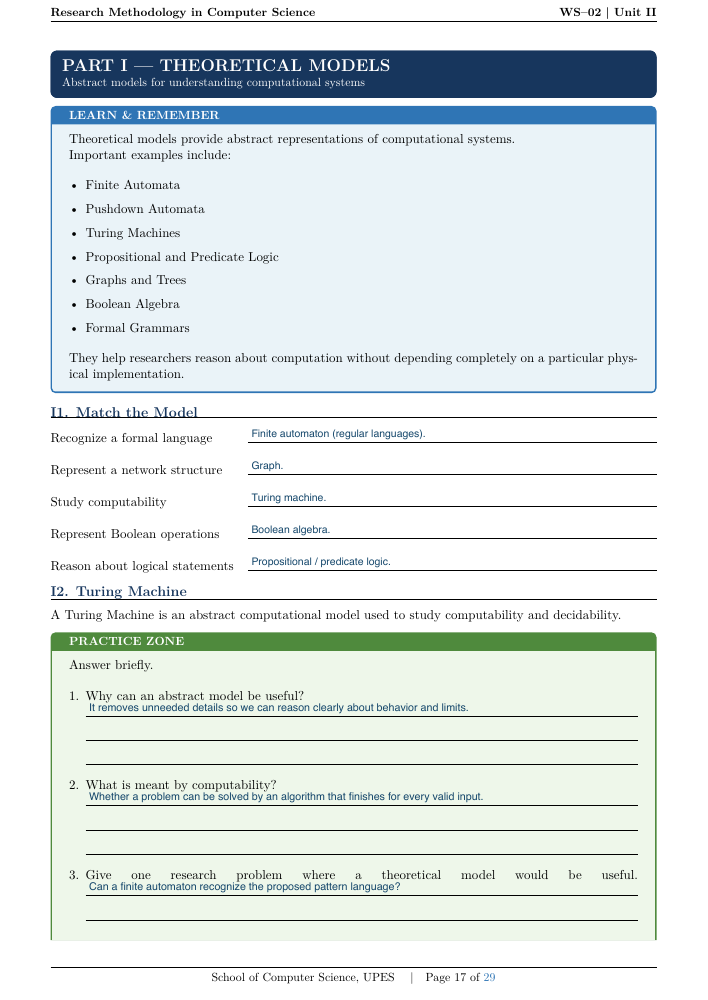 Research Methodology in Computer Science WS–02 | Unit II
PART I — THEORETICAL MODELS
Abstract models for understanding computational systems
LEARN & REMEMBER
Theoretical models provide abstract representations of computational systems.
Important examples include:
• Finite Automata
• Pushdown Automata
• Turing Machines
• Propositional and Predicate Logic
• Graphs and Trees
• Boolean Algebra
• Formal Grammars
They help researchers reason about computation without depending completely on a particular phys-
ical implementation.
I1. Match the Model
Recognize a formal language Finite automaton (regular languages).
Represent a network structure Graph.
Study computability Turing machine.
Represent Boolean operations Boolean algebra.
Reason about logical statements Propositional / predicate logic.
I2. Turing Machine
A Turing Machine is an abstract computational model used to study computability and decidability.
PRACTICE ZONE
Answer briefly.
1. Why can an abstract model be useful?
It removes unneeded details so we can reason clearly about behavior and limits.
2. What is meant by computability?
Whether a problem can be solved by an algorithm that finishes for every valid input.
3. Give one research problem where a theoretical model would be useful.
Can a finite automaton recognize the proposed pattern language?
School of Computer Science, UPES | Page 17 of 29